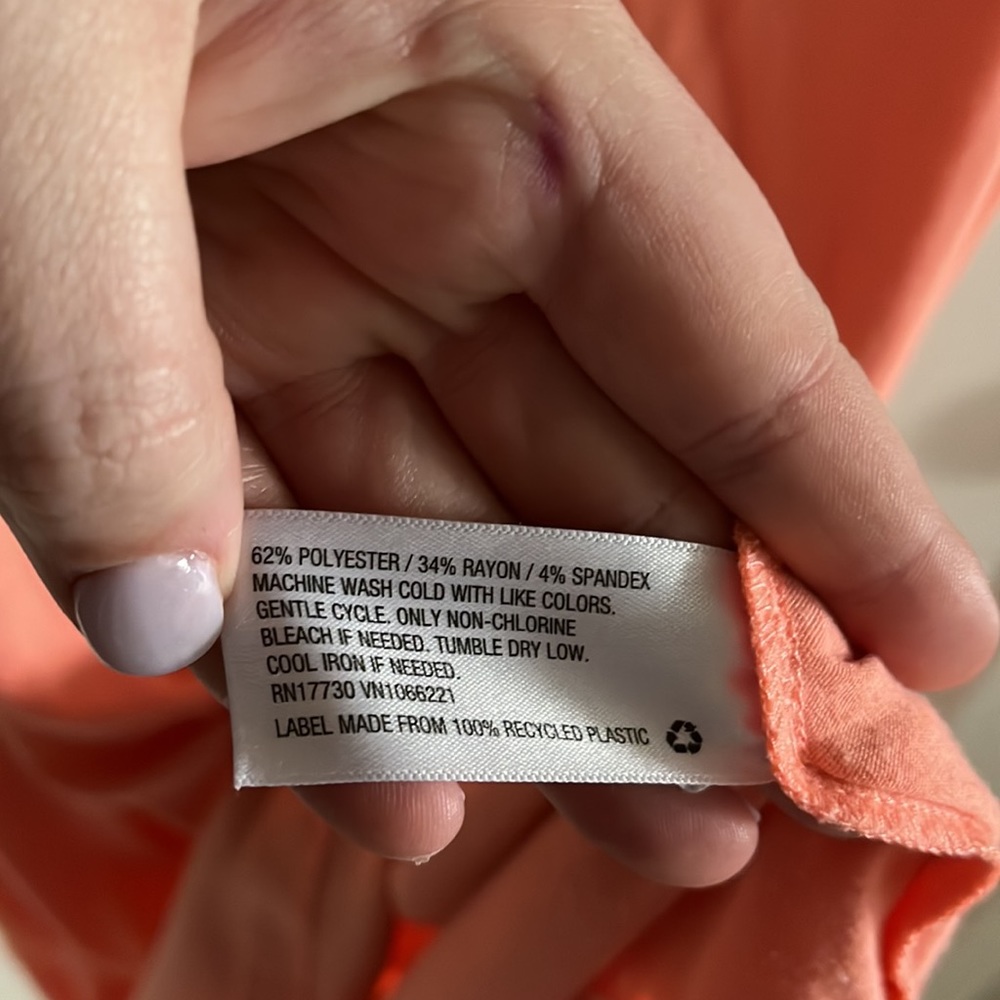 62% POLYESTER / 34% RAYON / 4% SPANDEX
MACHINE WASH COLD WITH LIKE COLORS.
GENTLE CYCLE. ONLY NON-CHLORINE
BLEACH IF NEEDED. TUMBLE DRY LOW.
COOL IRON IF NEEDED.
RN17730 VN1066221
LABEL MADE FROM 100% RECYCLED PLASTIC